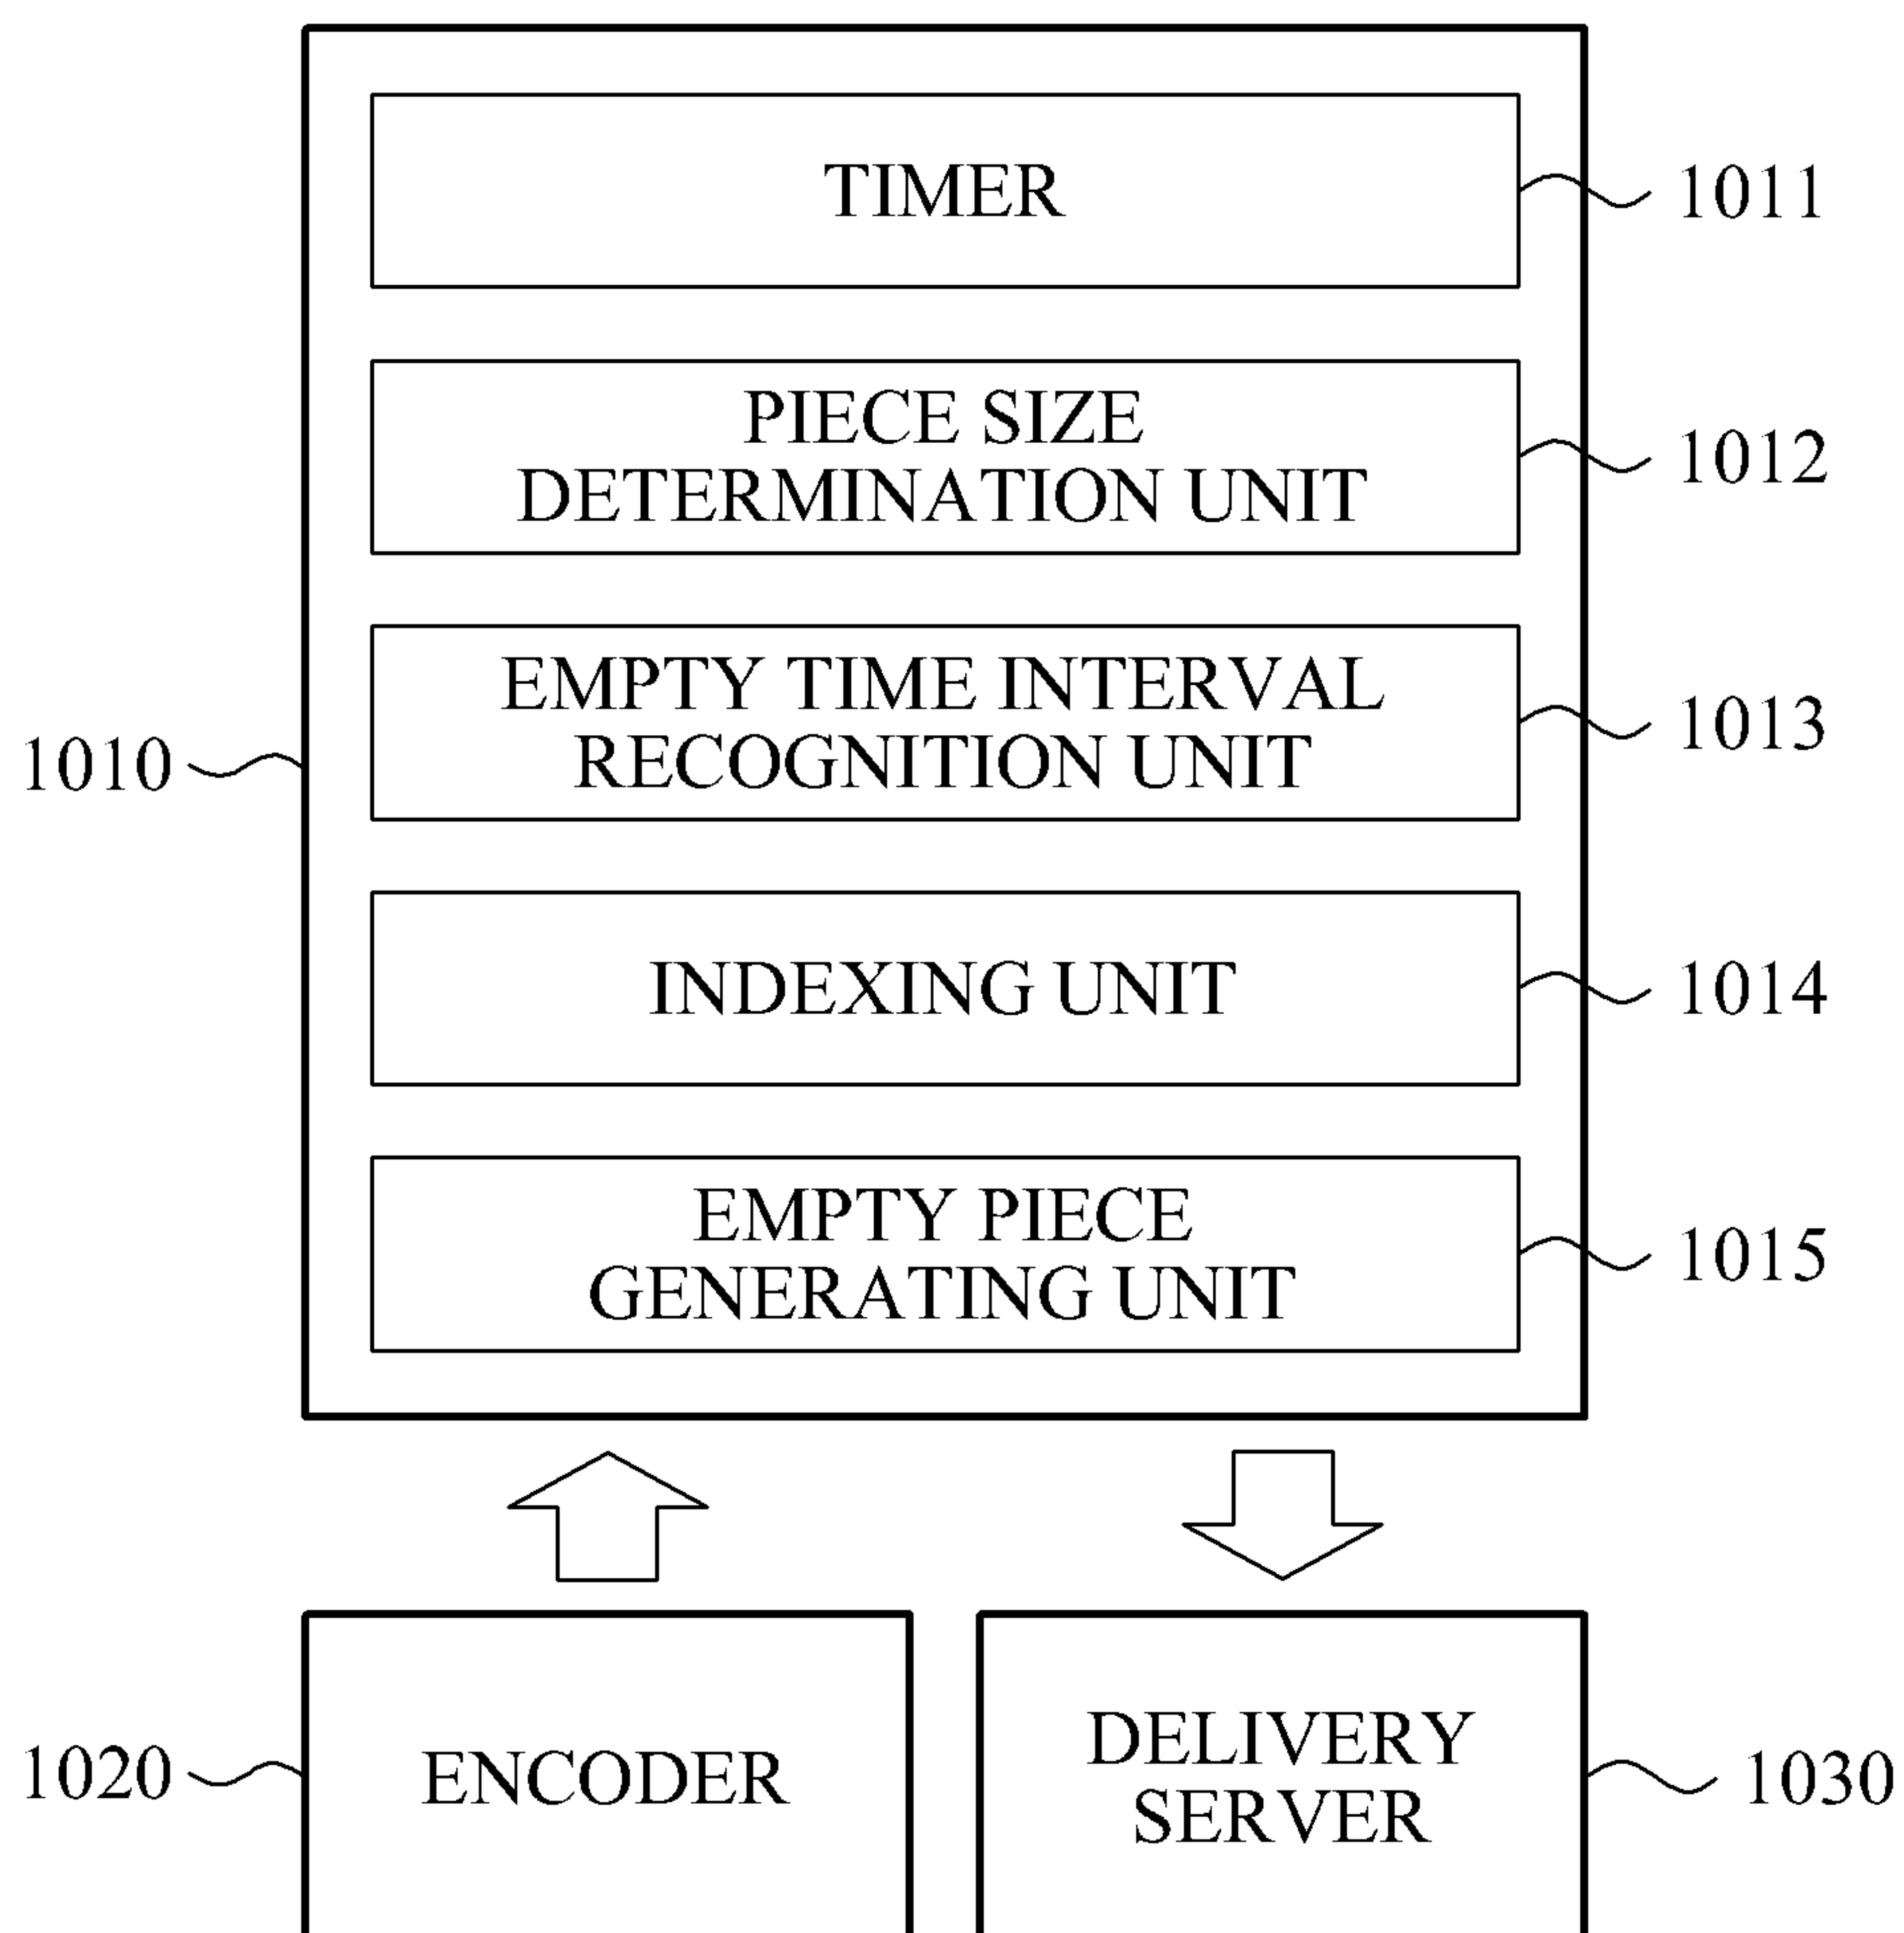 TIMER
1011
PIECE SIZE
DETERMINATION UNIT
1012
EMPTY TIME INTERVAL
RECOGNITION UNIT
1013
1010
INDEXING UNIT
1014
EMPTY PIECE
GENERATING UNIT
1015
1020
ENCODER
DELIVERY
SERVER
1030